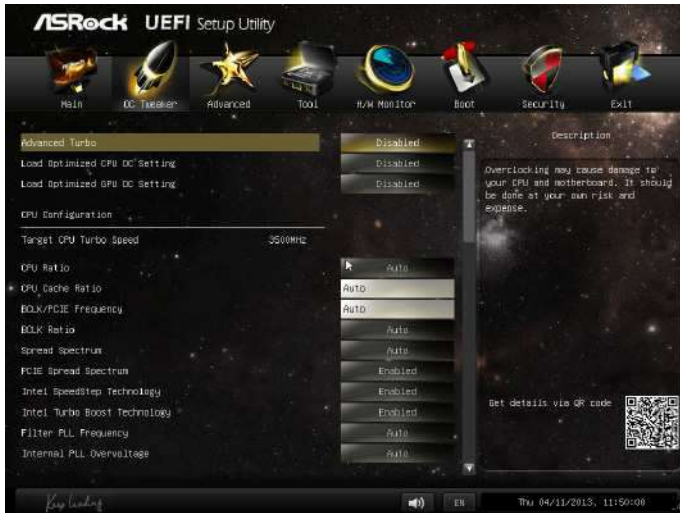 ASRock UEFI Setup Utility
Main OC Tweaker Advanced Tool H/W Monitor Boot Security Exit
Advanced Turbo Disabled
Load Optimized CPU OC Setting Disabled
Load Optimized GPU OC Setting Disabled
CPU Configuration
Target CPU Turbo Speed 3500MHz
CPU Ratio Auto
CPU Cache Ratio Auto
BCLK/PCIE Frequency Auto
BCLK Ratio Auto
Spread Spectrum Auto
PCIE Spread Spectrum Enabled
Intel SpeedStep Technology Enabled
Intel Turbo Boost Technology Enabled
Filter PLL Frequency Auto
Internal PLL Overvoltage Auto
Description
Overclocking may cause damage to
your CPU and motherboard. It should
be done at your own risk and
expense.
Get details via QR code
Keep leading
EN
Thu 04/11/2013, 11:50:00